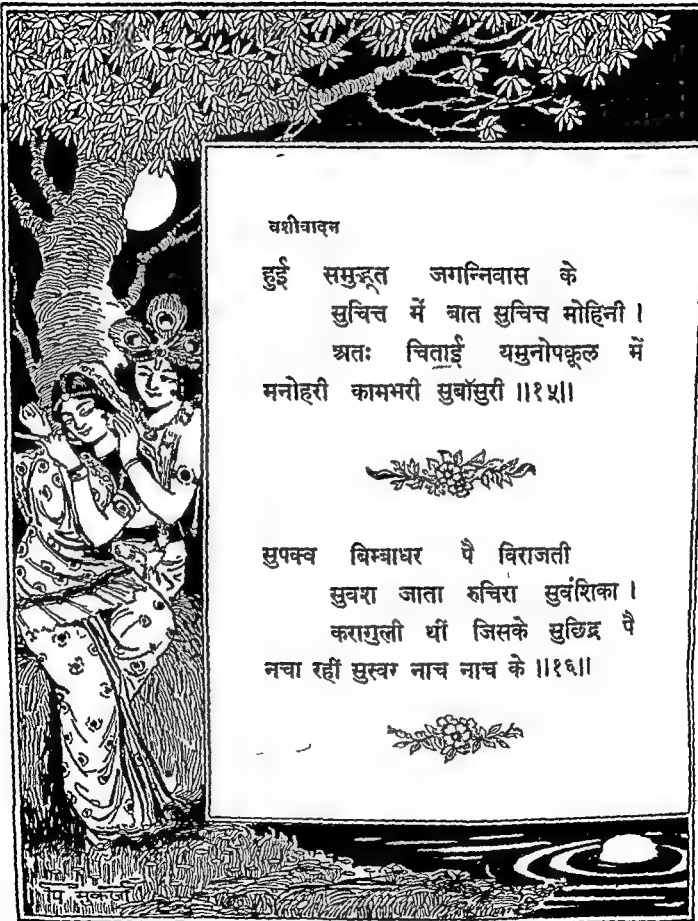 वशीवादन
हुई समुद्भूत जगन्निवास के
सुचित्त में बात सुचित्त मोहिनी ।
अतः चिताई यमुनोपकूल में
मनोहरी कामभरी सुबाँसुरी ॥१५॥
सुपक्व बिम्बाधर पै विराजती
सुवश जाता रुचिरा सुवंशिका ।
करागुली थीं जिसके सुछिद्र पै
नचा रहीं सुस्वर नाच नाच के ॥१६॥